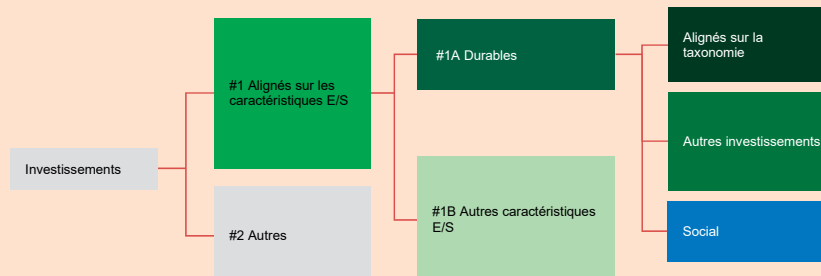 Investissements
#1 Alignés sur les
caractéristiques E/S
#2 Autres
#1A Durables
#1B Autres caractéristiques
E/S
Alignés sur la
taxonomie
Autres investissements
Social